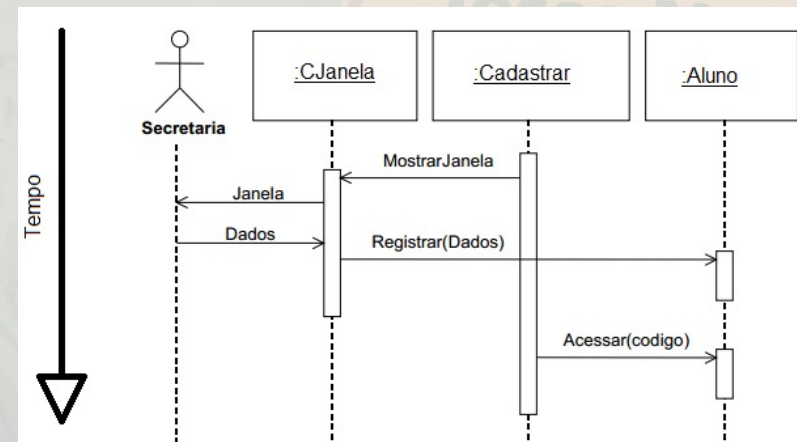 :CJanela
:Cadastrar
:Aluno
Secretaria
MostrarJanela
Janela
Dados
Registrar(Dados)
Acessar(codigo)
Tempo